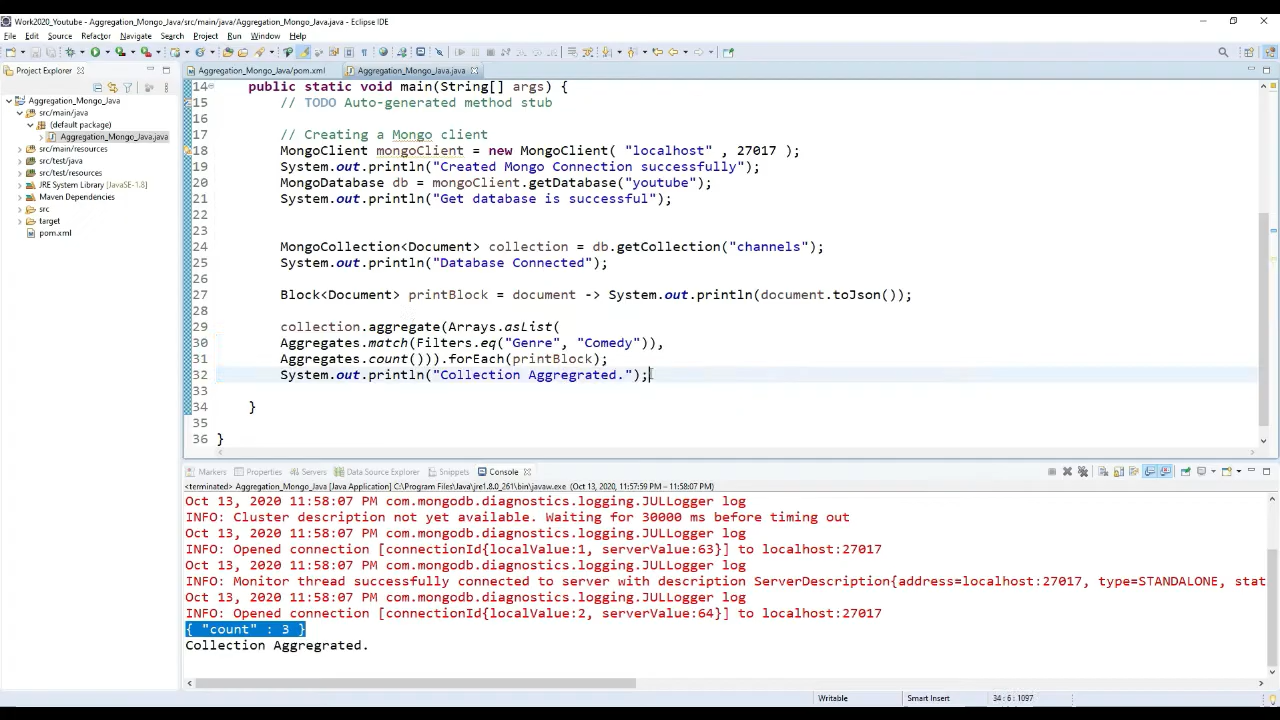 Work2020_Youtube - Aggregation_Mongo_Java/src/main/java/Aggregation_Mongo_Java.java - Eclipse IDE
File Edit Source Refactor Navigate Search Project Run Window Help
Project Explorer
Aggregation_Mongo_Java/pom.xml
Aggregation_Mongo_Java.java
Aggregation_Mongo_Java
src/main/java
(default package)
Aggregation_Mongo_Java.java
src/main/resources
src/test/java
src/test/resources
JRE System Library [JavaSE-1.8]
Maven Dependencies
src
target
pom.xml
14 public static void main(String[] args) {
15 // TODO Auto-generated method stub
16
17 // Creating a Mongo client
18 MongoClient mongoClient = new MongoClient( "localhost" , 27017 );
19 System.out.println("Created Mongo Connection successfully");
20 MongoDatabase db = mongoClient.getDatabase("youtube");
21 System.out.println("Get database is successful");
22
23
24 MongoCollection<Document> collection = db.getCollection("channels");
25 System.out.println("Database Connected");
26
27 Block<Document> printBlock = document -> System.out.println(document.toJson());
28
29 collection.aggregate(Arrays.asList(
30 Aggregates.match(Filters.eq("Genre", "Comedy")),
31 Aggregates.count())).forEach(printBlock);
32 System.out.println("Collection Aggregrated.");
33
34 }
35
36 }
Markers Properties Servers Data Source Explorer Snippets Console
<terminated> Aggregation_Mongo_Java [Java Application] C:\Program Files\Java\jre1.8.0_261\bin\javaw.exe (Oct 13, 2020 11:57:59 PM – 11:58:07 PM)
Oct 13, 2020 11:58:07 PM com.mongodb.diagnostics.logging.JULLogger log
INFO: Cluster description not yet available. Waiting for 30000 ms before timing out
Oct 13, 2020 11:58:07 PM com.mongodb.diagnostics.logging.JULLogger log
INFO: Opened connection [connectionId{localValue:1, serverValue:63}] to localhost:27017
Oct 13, 2020 11:58:07 PM com.mongodb.diagnostics.logging.JULLogger log
INFO: Monitor thread successfully connected to server with description ServerDescription{address=localhost:27017, type=STANDALONE, stat
Oct 13, 2020 11:58:07 PM com.mongodb.diagnostics.logging.JULLogger log
INFO: Opened connection [connectionId{localValue:2, serverValue:64}] to localhost:27017
{ "count" : 3 }
Collection Aggregrated.
Writable Smart Insert 34 : 6 : 1097